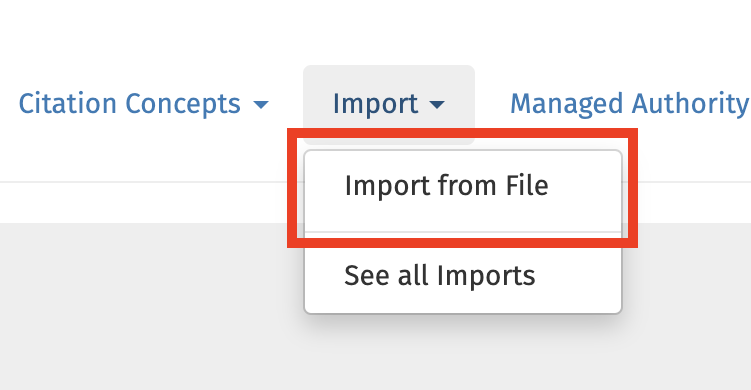 Citation Concepts Import Managed Authority
Import from File
See all Imports